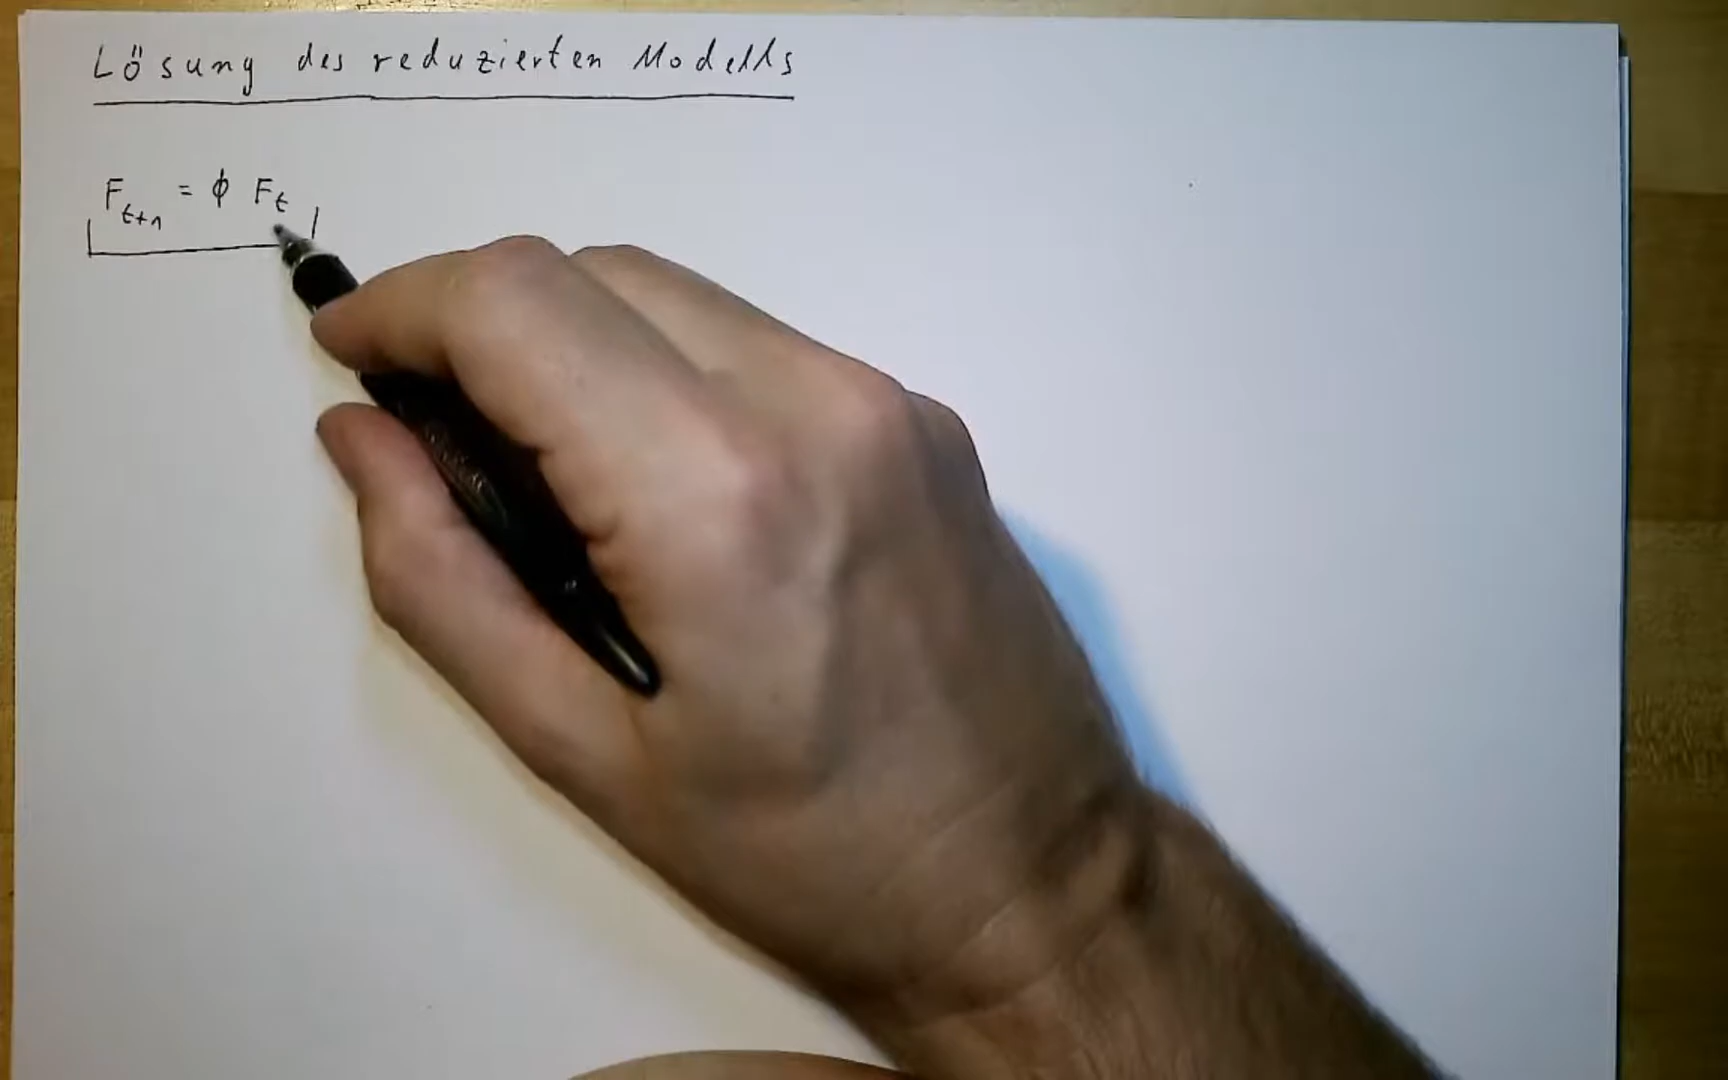 Lösung des reduzierten Modells
F_{t+1} = ϕ F_t